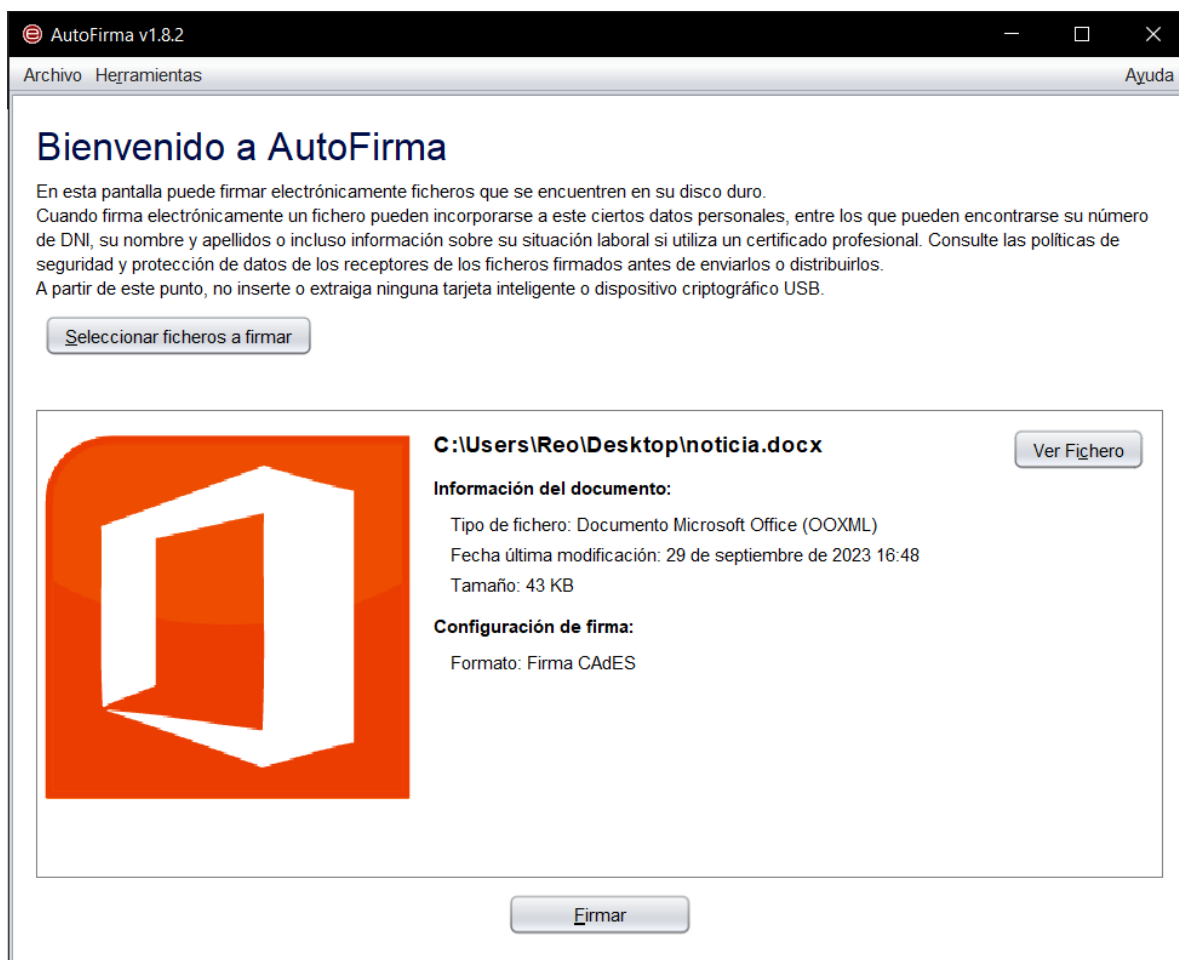 AutoFirma v1.8.2
Archivo Herramientas Ayuda
Bienvenido a AutoFirma
En esta pantalla puede firmar electrónicamente ficheros que se encuentren en su disco duro.
Cuando firma electrónicamente un fichero pueden incorporarse a este ciertos datos personales, entre los que pueden encontrarse su número
de DNI, su nombre y apellidos o incluso información sobre su situación laboral si utiliza un certificado profesional. Consulte las políticas de
seguridad y protección de datos de los receptores de los ficheros firmados antes de enviarlos o distribuirlos.
A partir de este punto, no inserte o extraiga ninguna tarjeta inteligente o dispositivo criptográfico USB.
Seleccionar ficheros a firmar
C:\Users\Reo\Desktop\noticia.docx
Ver Fichero
Información del documento:
Tipo de fichero: Documento Microsoft Office (OOXML)
Fecha última modificación: 29 de septiembre de 2023 16:48
Tamaño: 43 KB
Configuración de firma:
Formato: Firma CAdES
Firmar